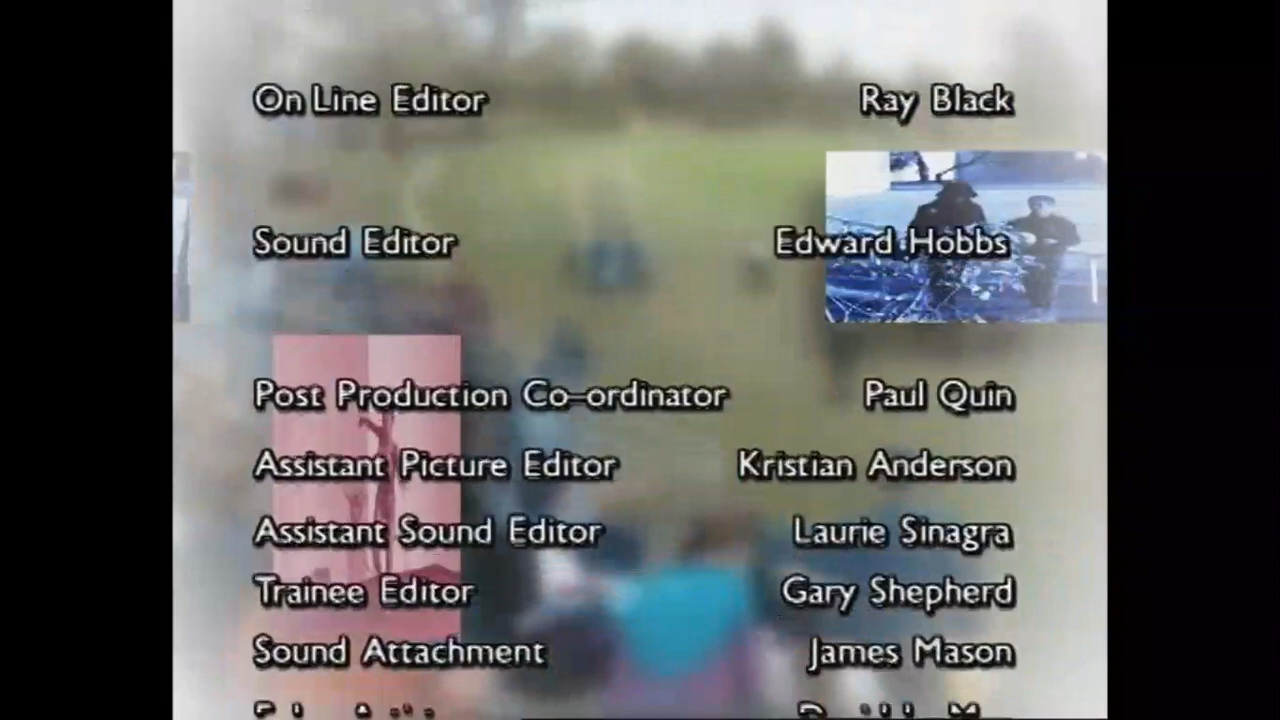 On Line Editor Ray Black
Sound Editor Edward Hobbs
Post Production Co-ordinator Paul Quin
Assistant Picture Editor Kristian Anderson
Assistant Sound Editor Laurie Sinagra
Trainee Editor Gary Shepherd
Sound Attachment James Mason